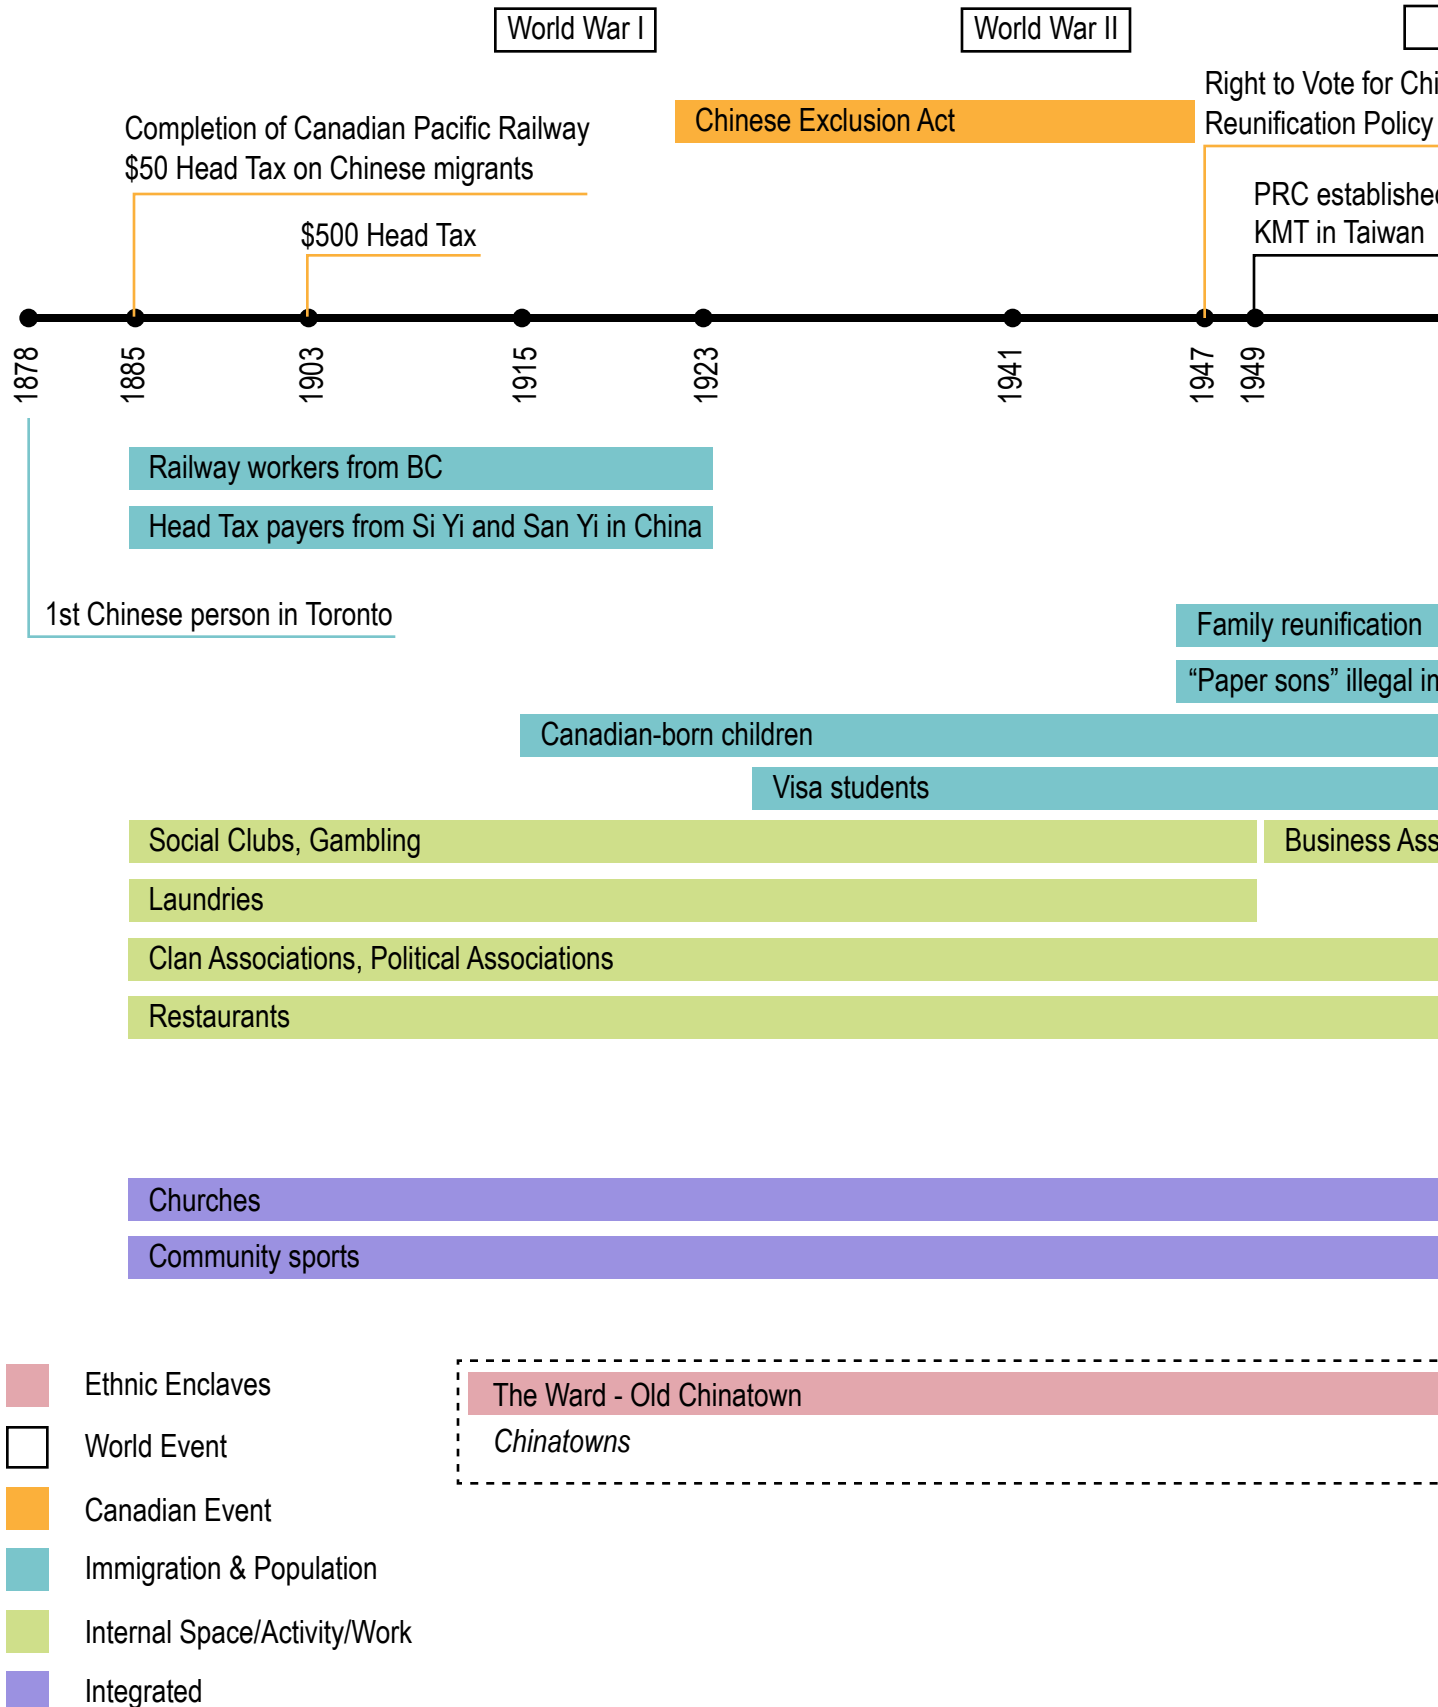 World War I
World War II
Right to Vote for Chi
Reunification Policy
Chinese Exclusion Act
Completion of Canadian Pacific Railway
$50 Head Tax on Chinese migrants
PRC established
KMT in Taiwan
$500 Head Tax
1878
1885
1903
1915
1923
1941
1947
1949
Railway workers from BC
Head Tax payers from Si Yi and San Yi in China
1st Chinese person in Toronto
Family reunification
“Paper sons” illegal in
Canadian-born children
Visa students
Social Clubs, Gambling
Business Ass
Laundries
Clan Associations, Political Associations
Restaurants
Churches
Community sports
Ethnic Enclaves
The Ward - Old Chinatown
Chinatowns
World Event
Canadian Event
Immigration & Population
Internal Space/Activity/Work
Integrated